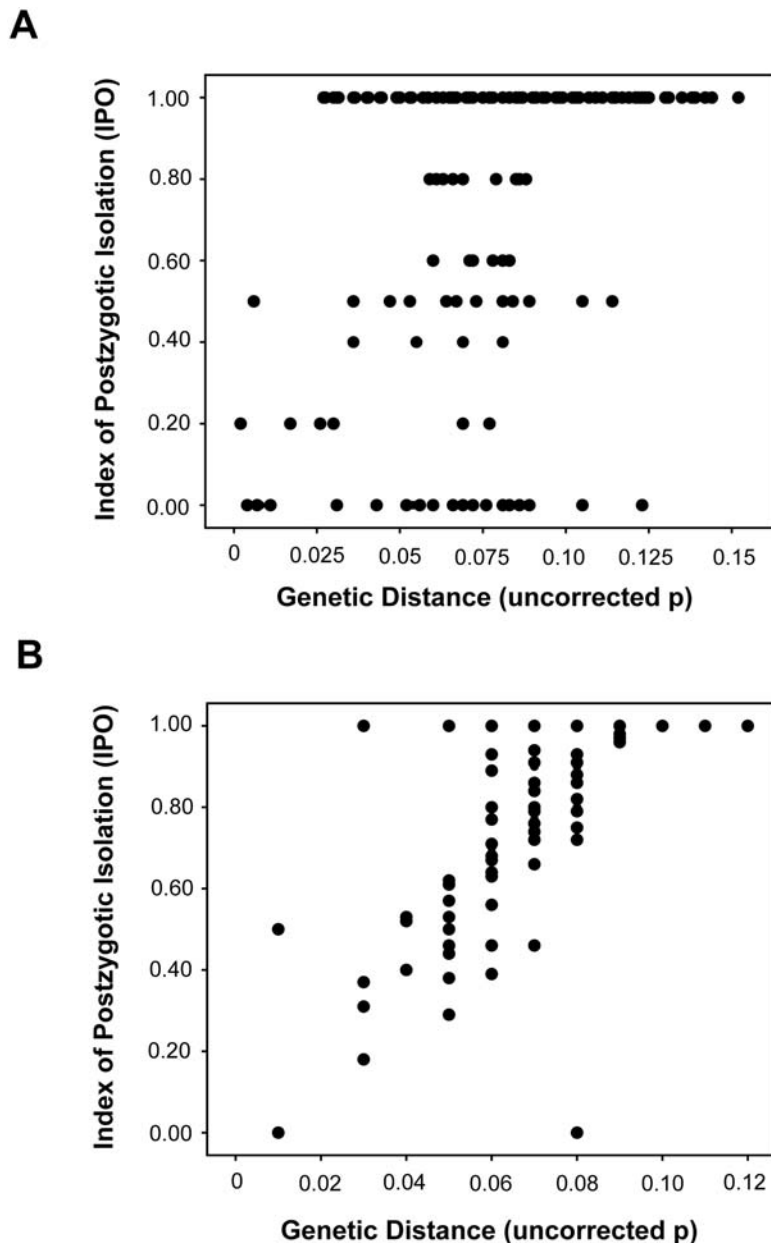 A
Index of Postzygotic Isolation (IPO)
1.00
0.80
0.60
0.40
0.20
0.00
0 0.025 0.05 0.075 0.10 0.125 0.15
Genetic Distance (uncorrected p)
B
Index of Postzygotic Isolation (IPO)
1.00
0.80
0.60
0.40
0.20
0.00
0 0.02 0.04 0.06 0.08 0.10 0.12
Genetic Distance (uncorrected p)